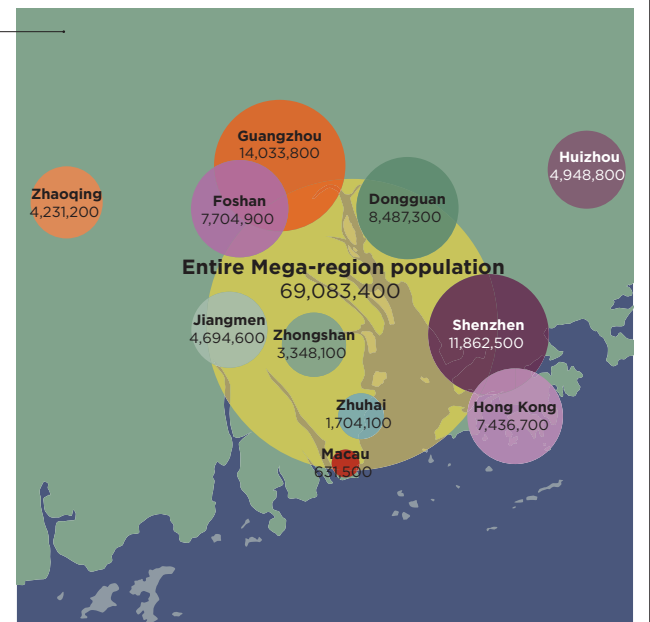 Guangzhou
14,033,800
Huizhou
4,948,800
Zhaoqing
4,231,200
Foshan
7,704,900
Dongguan
8,487,300
Entire Mega-region population
69,083,400
Jiangmen
4,694,600
Zhongshan
3,348,100
Shenzhen
11,862,500
Zhuhai
1,704,100
Hong Kong
7,436,700
Macau
631,500